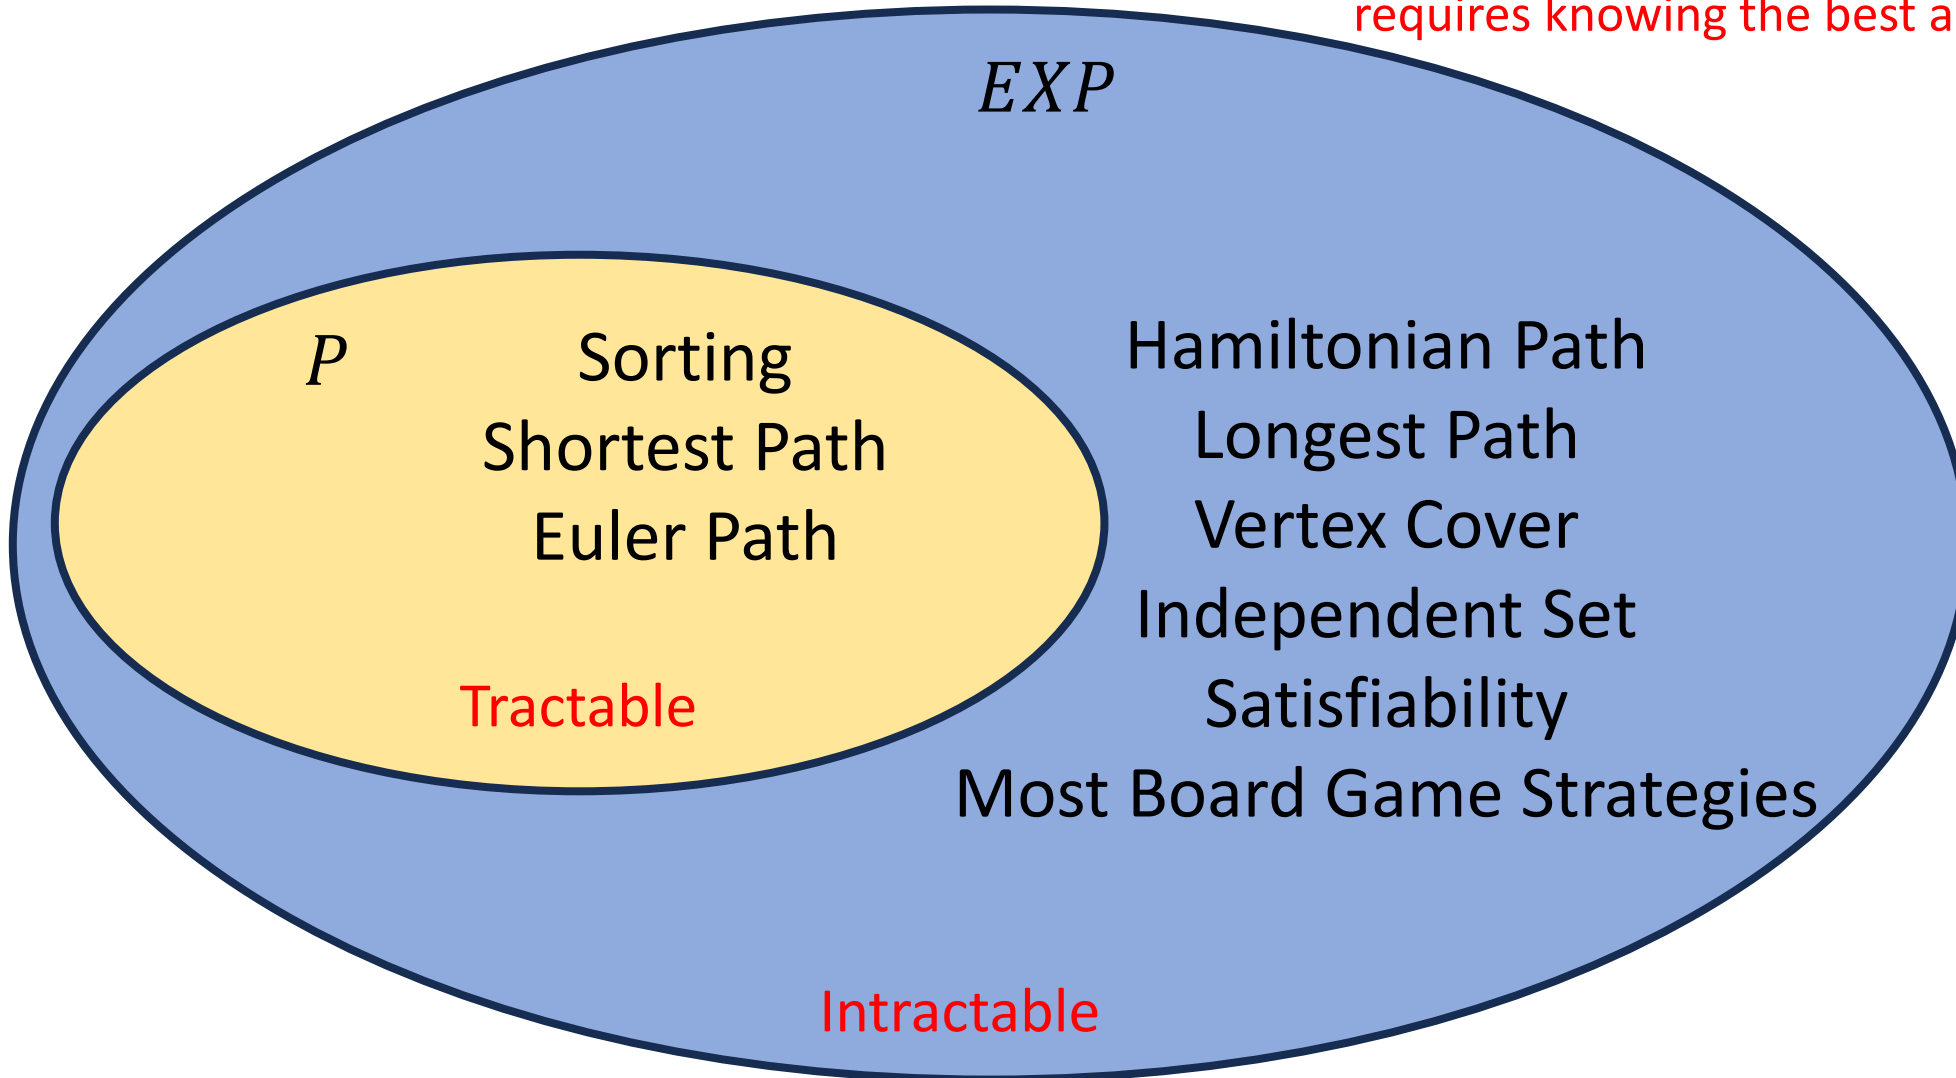 requires knowing the best a
EXP
P
Sorting
Shortest Path
Euler Path
Tractable
Hamiltonian Path
Longest Path
Vertex Cover
Independent Set
Satisfiability
Most Board Game Strategies
Intractable